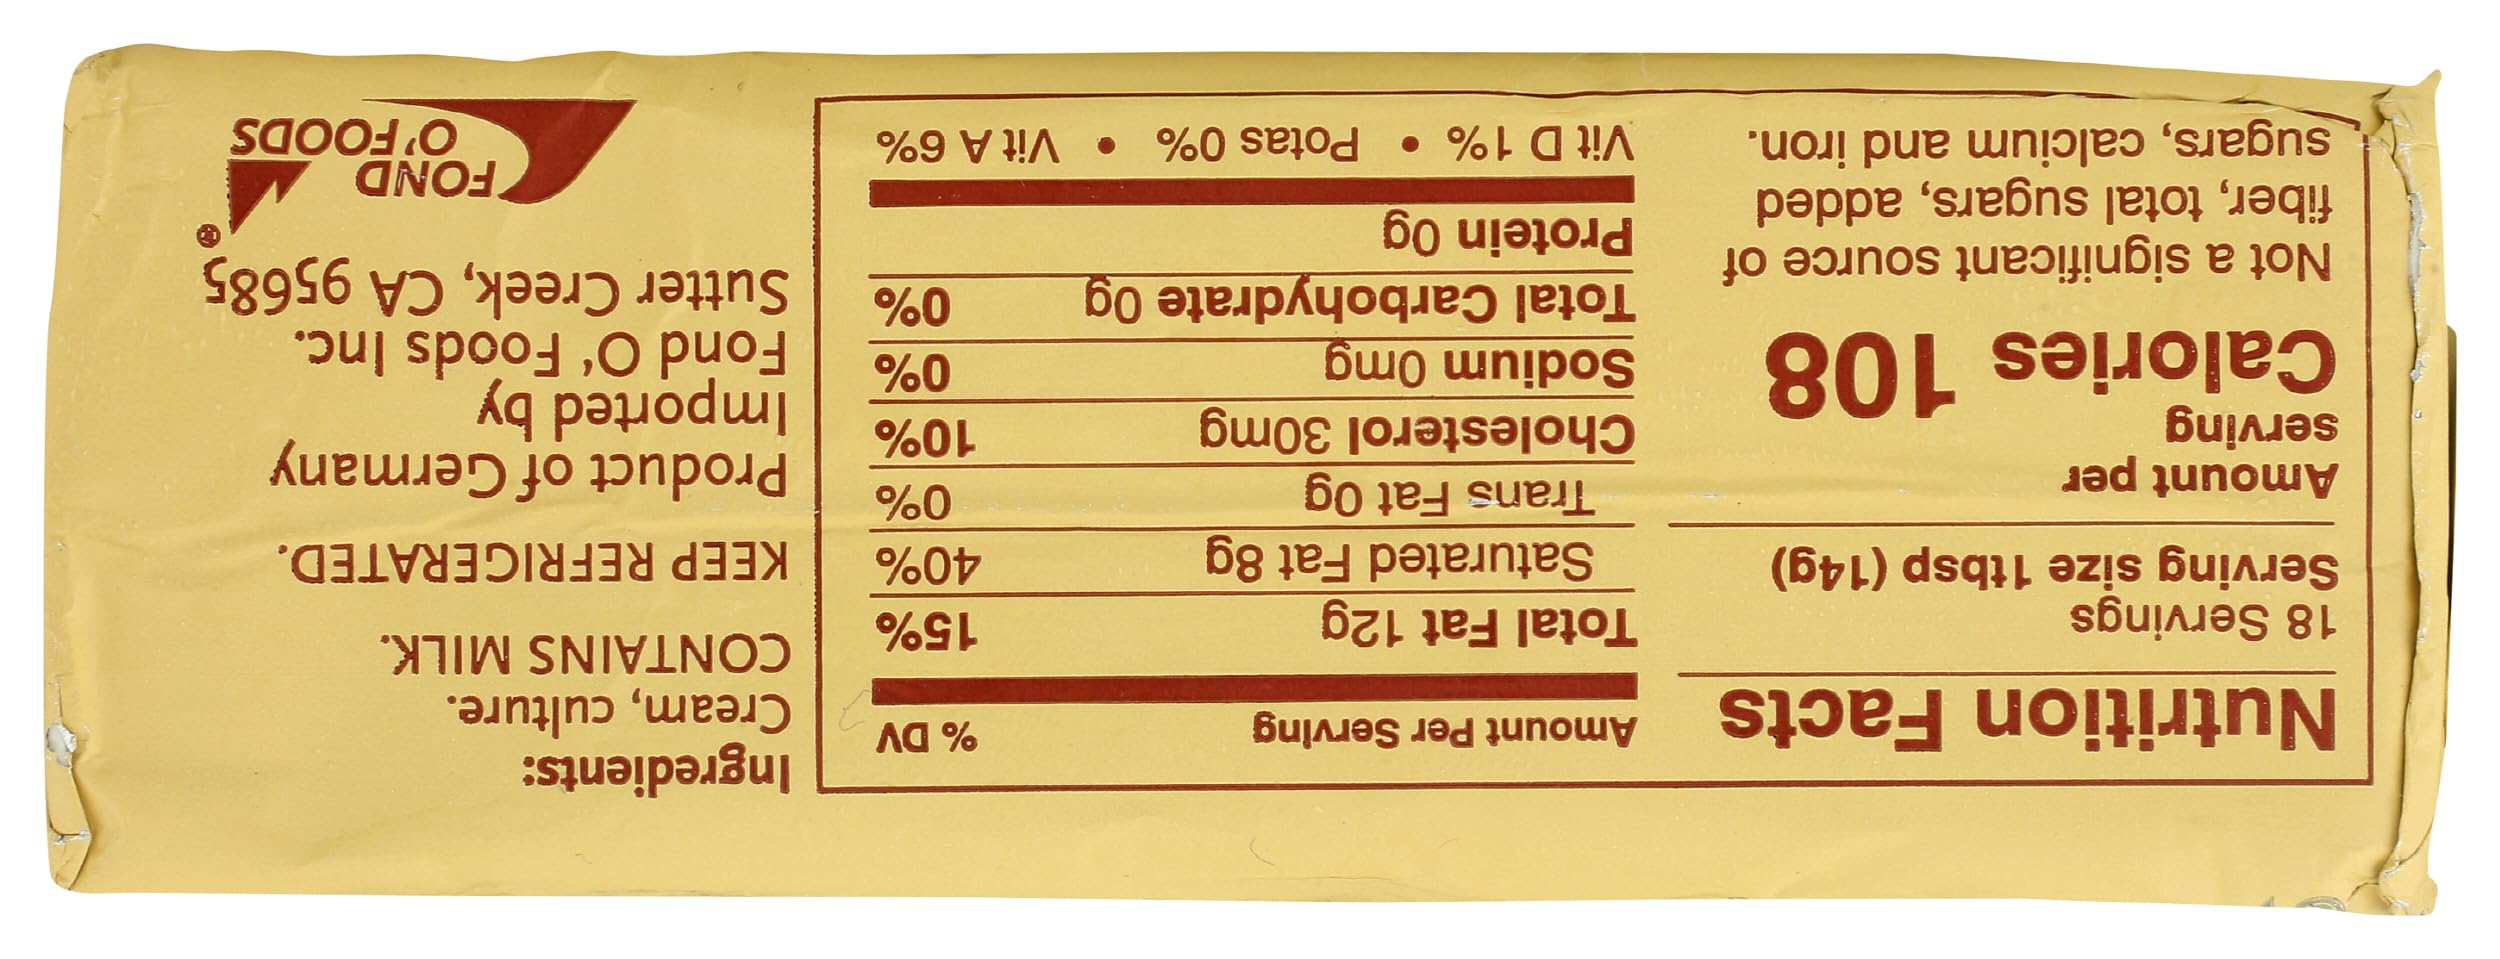 Nutrition Facts
18 Servings
Serving size 1tbsp (14g)
Amount per
serving
Calories 108
Not a significant source of
fiber, total sugars, added
sugars, calcium and iron.
Amount Per Serving % DV
Total Fat 12g 15%
Saturated Fat 8g 40%
Trans Fat 0g 0%
Cholesterol 30mg 10%
Sodium 0mg 0%
Total Carbohydrate 0g 0%
Protein 0g
Vit D 1% • Potas 0% • Vit A 6%
Ingredients:
Cream, culture.
CONTAINS MILK.
KEEP REFRIGERATED.
Product of Germany
Imported by
Fond O' Foods Inc.
Sutter Creek, CA 95685
FOND
O'FOODS
®